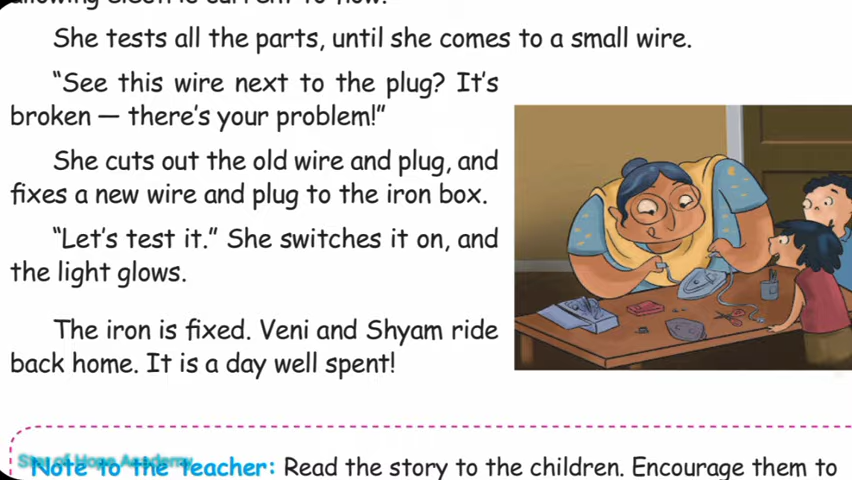 She tests all the parts, until she comes to a small wire.
"See this wire next to the plug? It's
broken — there's your problem!"
She cuts out the old wire and plug, and
fixes a new wire and plug to the iron box.
"Let's test it." She switches it on, and
the light glows.
The iron is fixed. Veni and Shyam ride
back home. It is a day well spent!
Star of Hope Academy
Note to the Teacher: Read the story to the children. Encourage them to